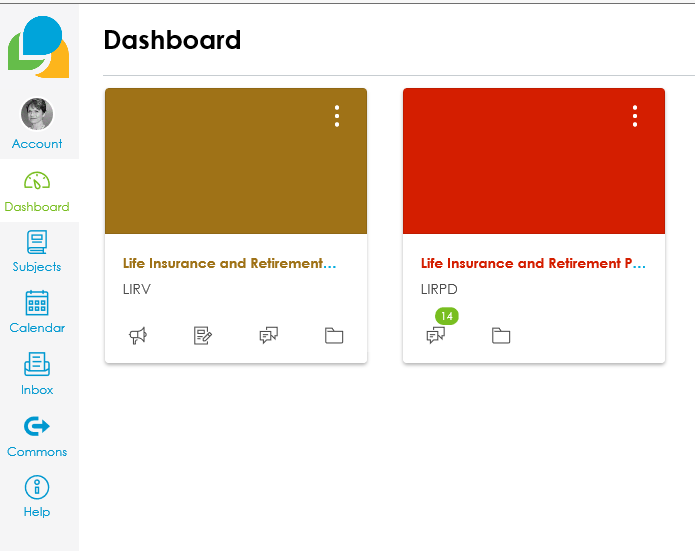 Dashboard
Account
Dashboard
Subjects
Calendar
Inbox
Commons
Help
Life Insurance and Retirement...
LIRV
Life Insurance and Retirement P...
LIRPD
14